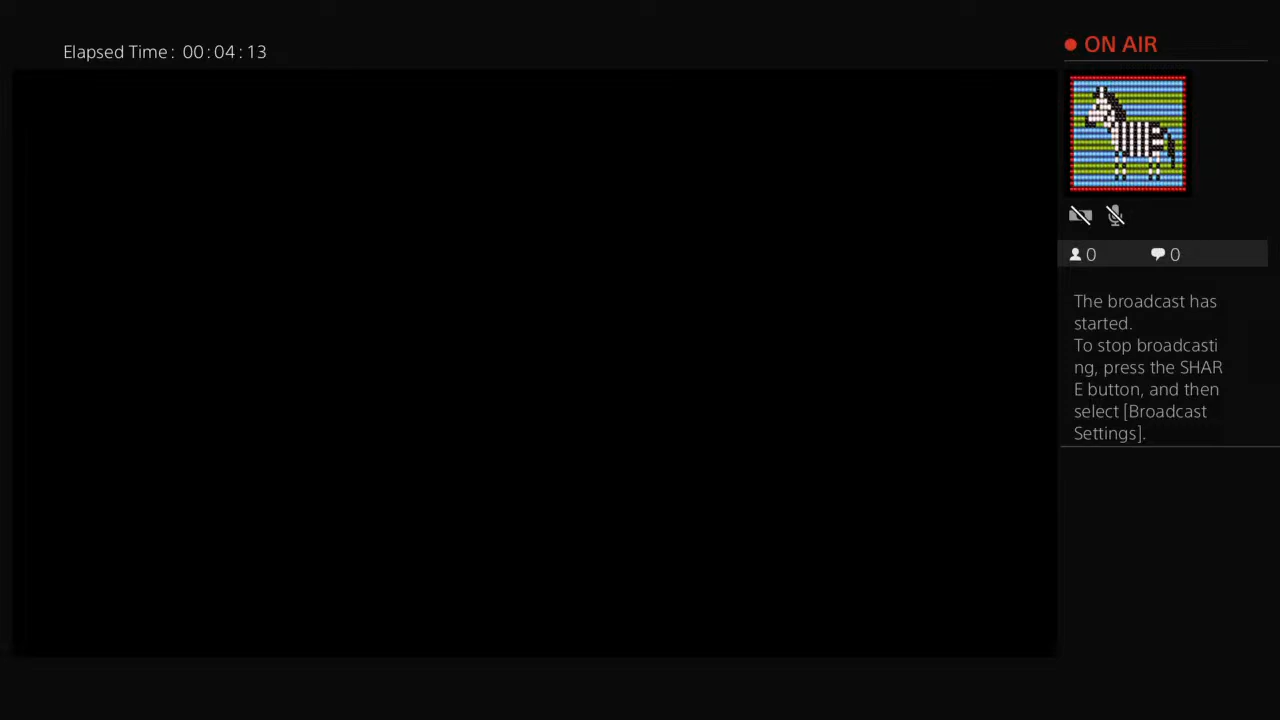 Elapsed Time: 00:04:13
ON AIR
0 0
The broadcast has
started.
To stop broadcasti
ng, press the SHAR
E button, and then
select [Broadcast
Settings].